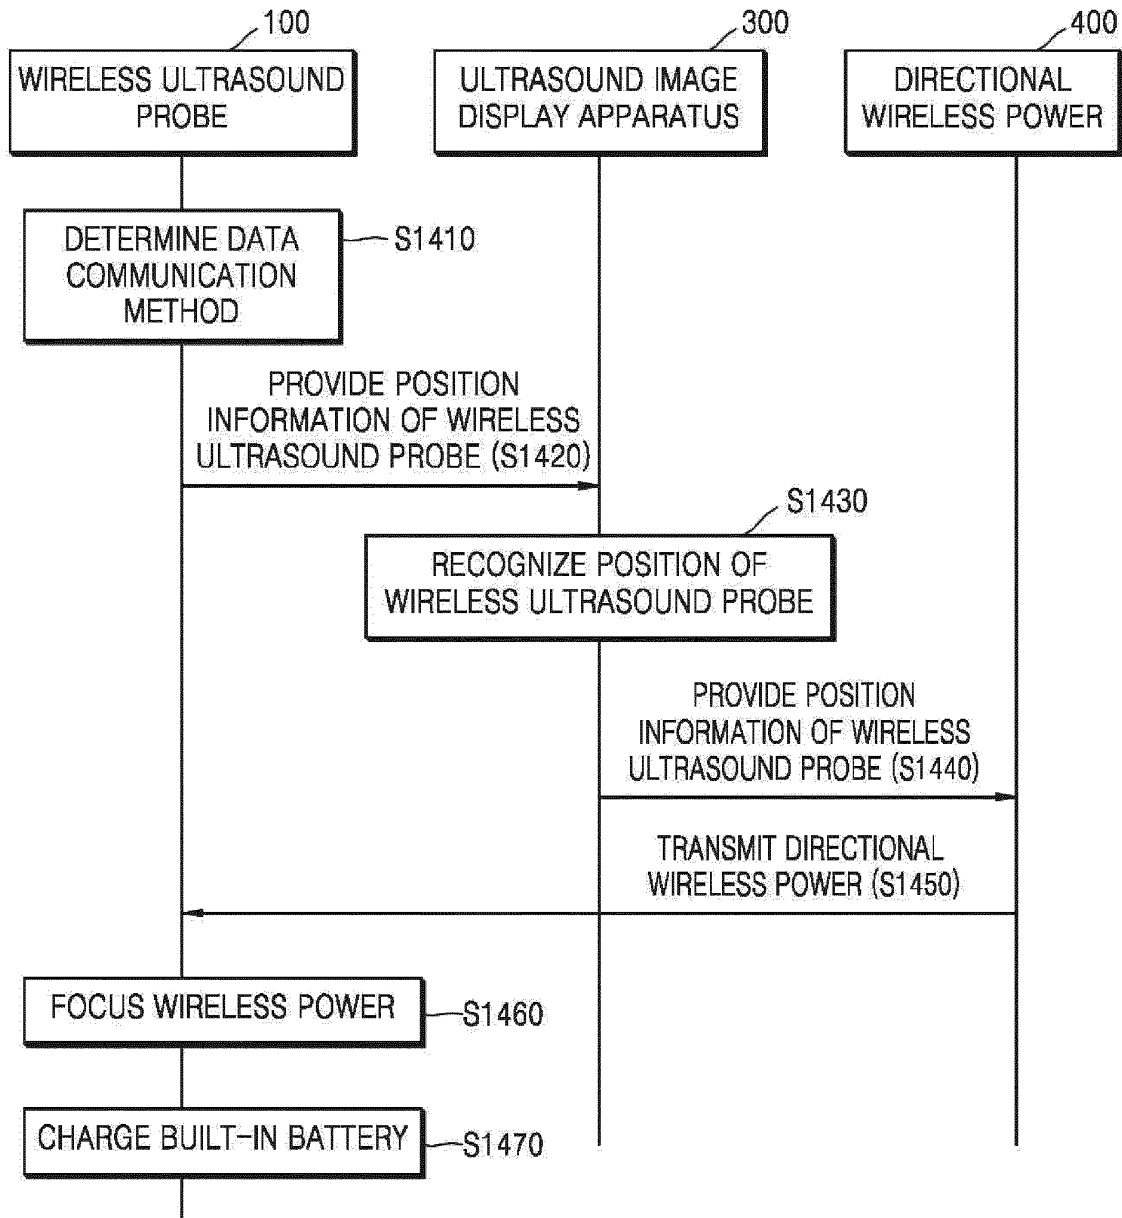 100
300
400
WIRELESS ULTRASOUND
PROBE
ULTRASOUND IMAGE
DISPLAY APPARATUS
DIRECTIONAL
WIRELESS POWER
DETERMINE DATA
COMMUNICATION
METHOD
S1410
PROVIDE POSITION
INFORMATION OF WIRELESS
ULTRASOUND PROBE (S1420)
S1430
RECOGNIZE POSITION OF
WIRELESS ULTRASOUND PROBE
PROVIDE POSITION
INFORMATION OF WIRELESS
ULTRASOUND PROBE (S1440)
TRANSMIT DIRECTIONAL
WIRELESS POWER (S1450)
FOCUS WIRELESS POWER
S1460
CHARGE BUILT-IN BATTERY
S1470